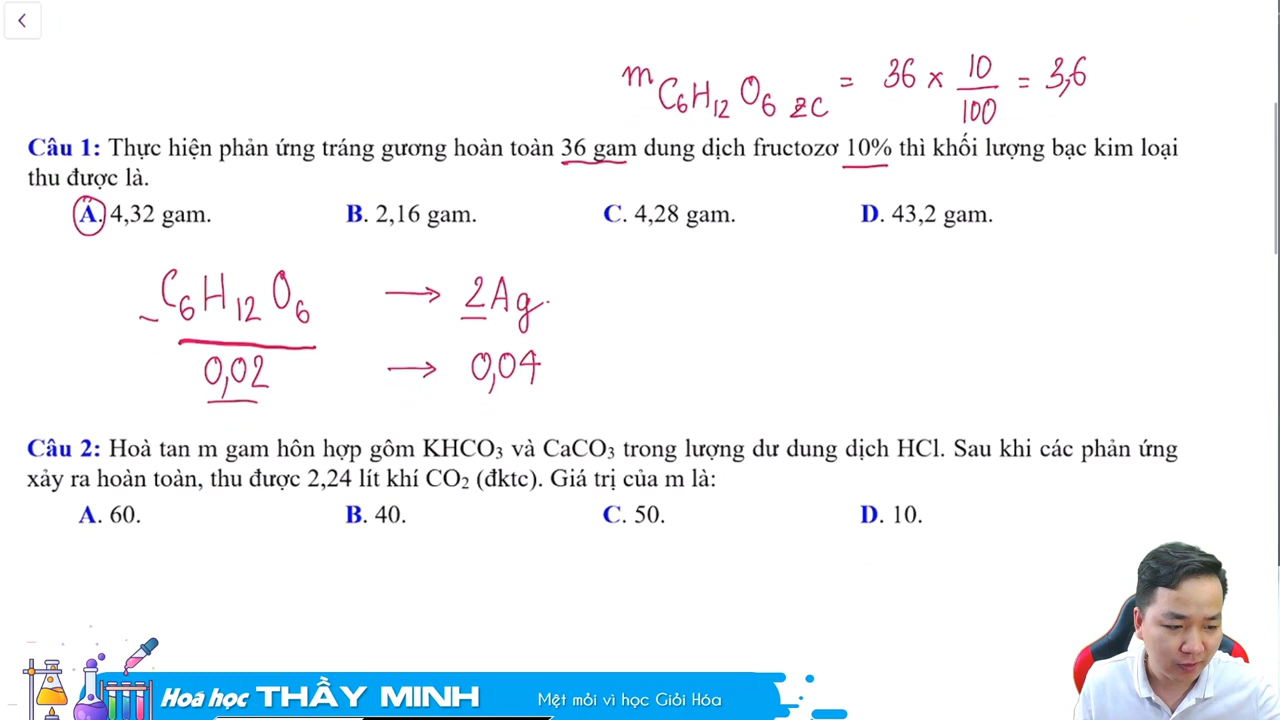 m C₆H₁₂O₆ = 36 × 10/100 = 3,6
Câu 1: Thực hiện phản ứng tráng gương hoàn toàn 36 gam dung dịch fructozơ 10% thì khối lượng bạc kim loại
thu được là.
A. 4,32 gam. B. 2,16 gam. C. 4,28 gam. D. 43,2 gam.
C₆H₁₂O₆ → 2Ag
0,02 → 0,04
Câu 2: Hoà tan m gam hỗn hợp gồm KHCO₃ và CaCO₃ trong lượng dư dung dịch HCl. Sau khi các phản ứng
xảy ra hoàn toàn, thu được 2,24 lít khí CO₂ (đktc). Giá trị của m là:
A. 60. B. 40. C. 50. D. 10.
Hoá học THẦY MINH Mệt mỏi vì học Giỏi Hóa